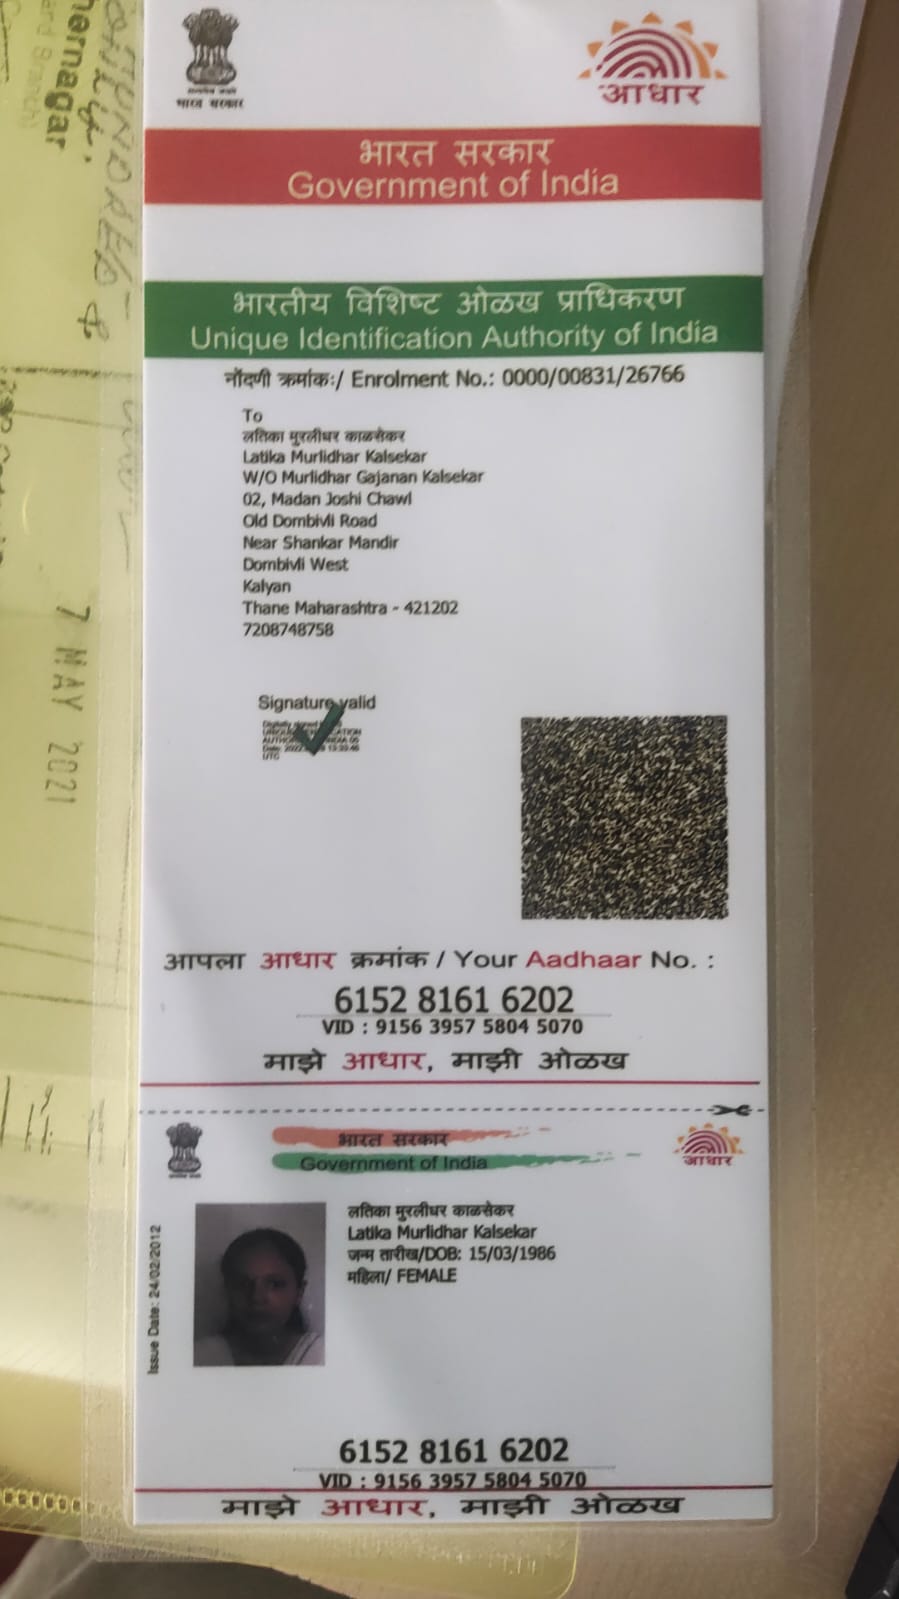 भारत सरकार
आधार
भारत सरकार
Government of India
भारतीय विशिष्ट ओळख प्राधिकरण
Unique Identification Authority of India
नोंदणी क्रमांक:/ Enrolment No.: 0000/00831/26766
To
लतिका मुरलीधर काळसेकर
Latika Murlidhar Kalsekar
W/O Murlidhar Gajanan Kalsekar
02, Madan Joshi Chawl
Old Dombivli Road
Near Shankar Mandir
Dombivli West
Kalyan
Thane Maharashtra - 421202
7208748758
Signature valid
आपला आधार क्रमांक / Your Aadhaar No. :
6152 8161 6202
VID : 9156 3957 5804 5070
माझे आधार, माझी ओळख
भारत सरकार
Government of India
आधार
लतिका मुरलीधर काळसेकर
Latika Murlidhar Kalsekar
जन्म तारीख/DOB: 15/03/1986
महिला/ FEMALE
Issue Date: 24/02/2012
6152 8161 6202
VID : 9156 3957 5804 5070
माझे आधार, माझी ओळख
7 MAY 2021